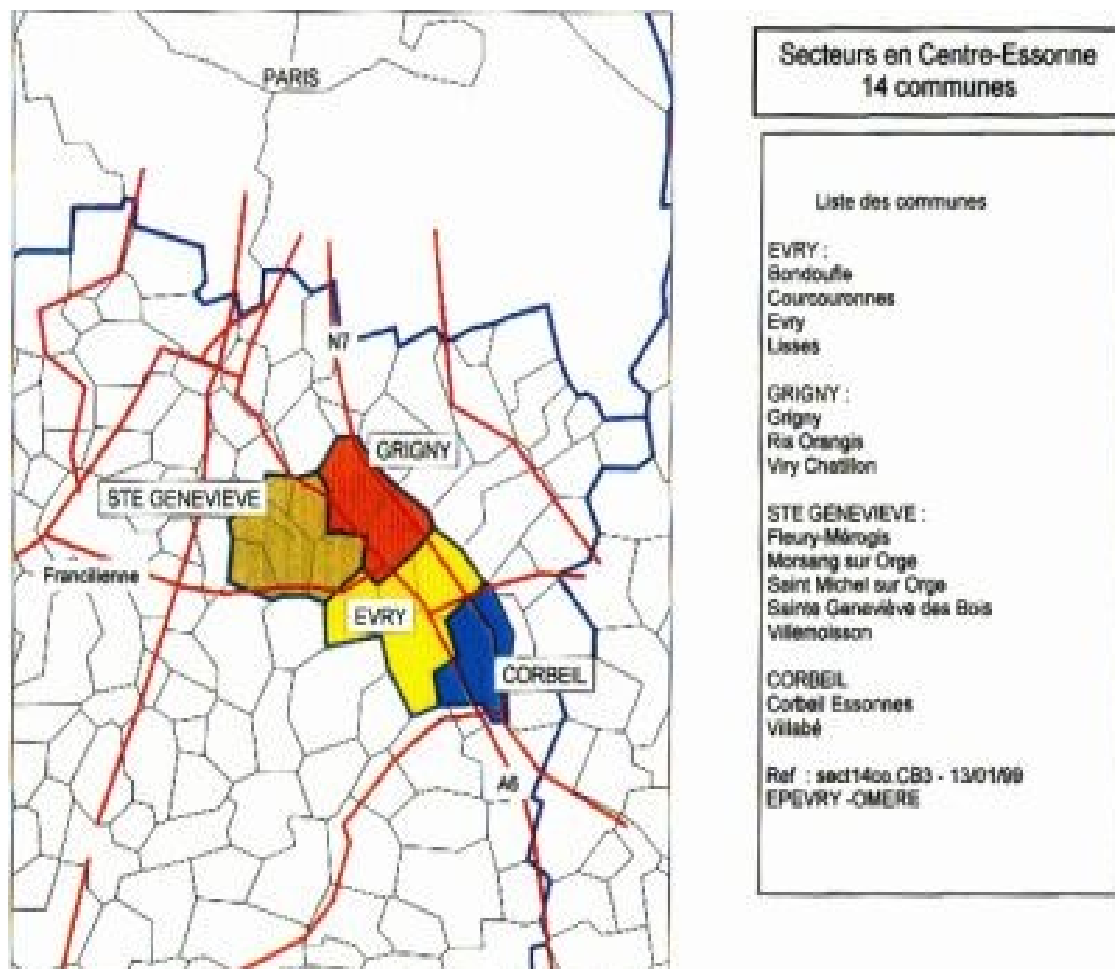 PARIS
N7
GRIGNY
STE GENEVIEVE
Francilienne
EVRY
CORBEIL
A6
Secteurs en Centre-Essonne
14 communes
Liste des communes
EVRY :
Bondoufle
Courcouronnes
Evry
Lisses
GRIGNY :
Grigny
Ris Orangis
Viry Chatillon
STE GENEVIEVE :
Fleury-Mérogis
Morsang sur Orge
Saint Michel sur Orge
Sainte Geneviève des Bois
Villemoisson
CORBEIL
Corbeil Essonnes
Villabé
Ref : sect14co.CB3 - 13/01/99
EPEVRY -OMERE